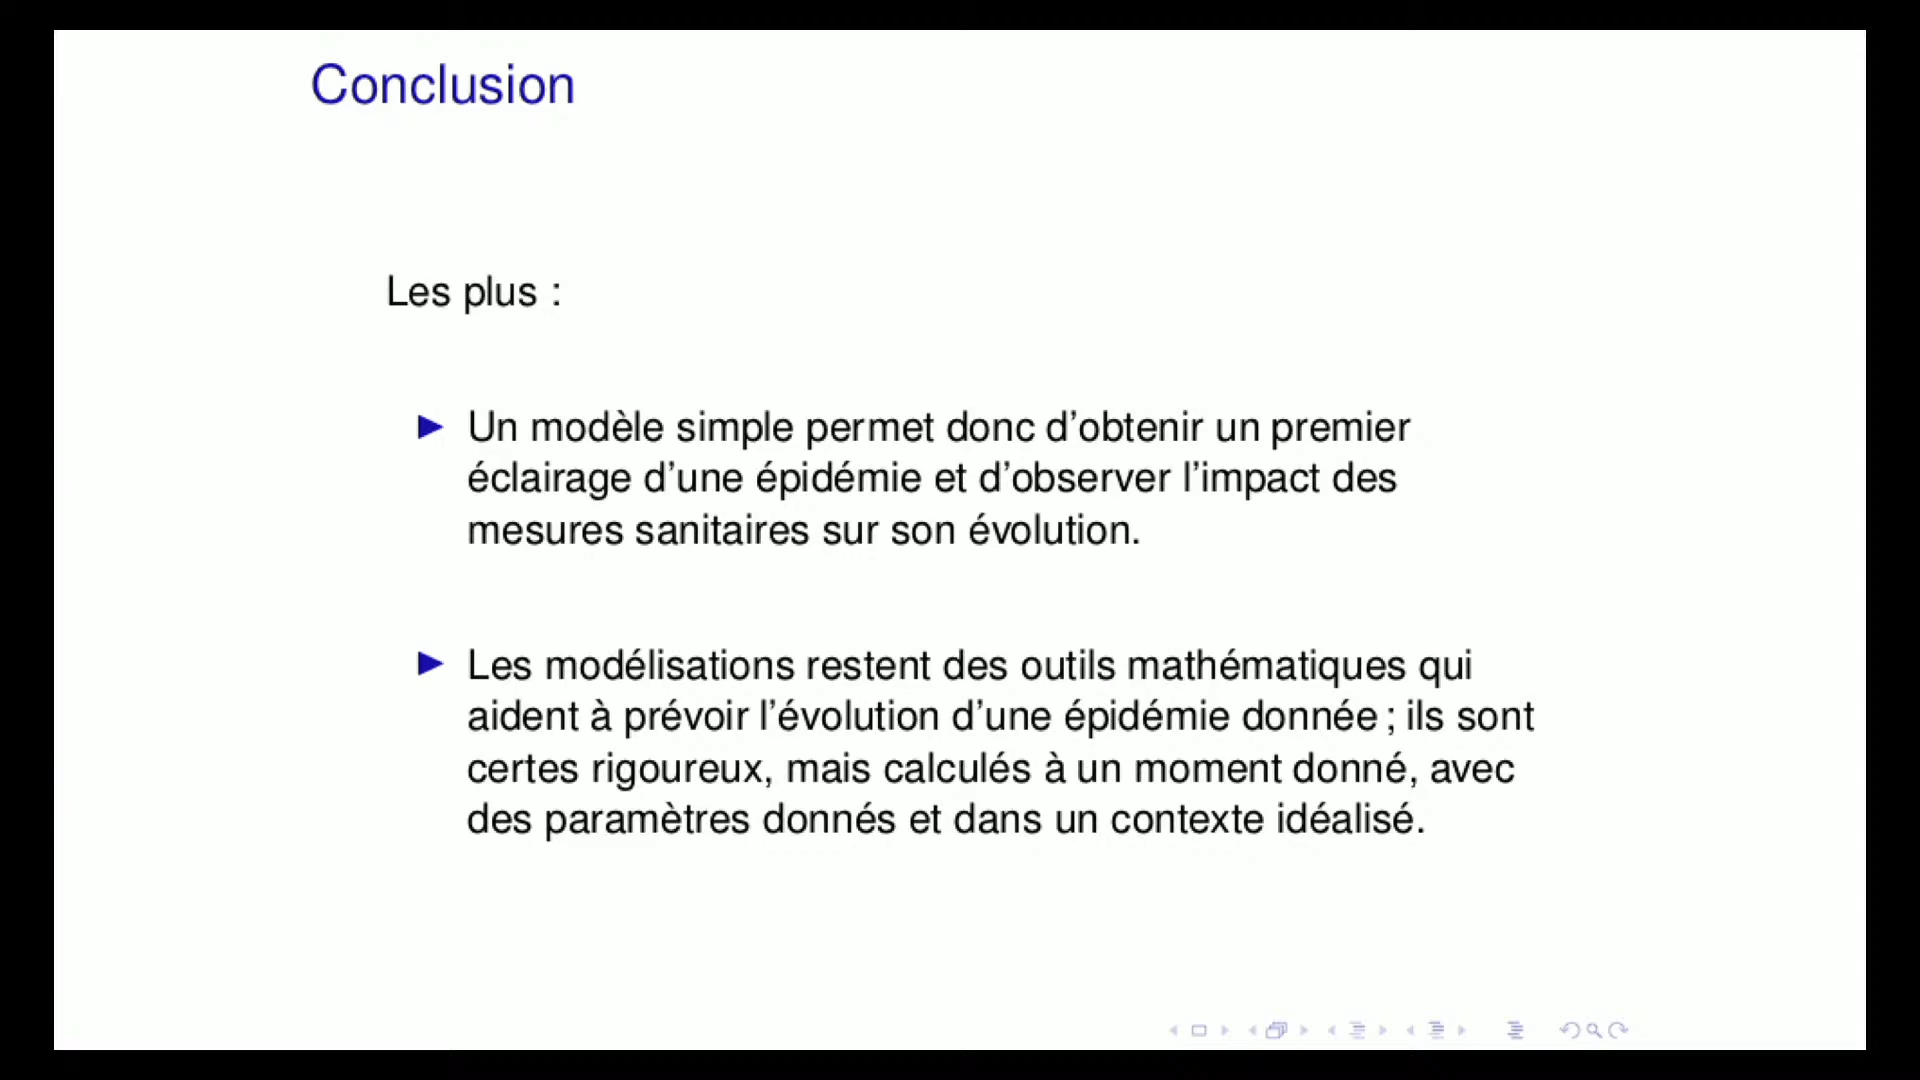 Conclusion
Les plus :
Un modèle simple permet donc d'obtenir un premier
éclairage d'une épidémie et d'observer l'impact des
mesures sanitaires sur son évolution.
Les modélisations restent des outils mathématiques qui
aident à prévoir l'évolution d'une épidémie donnée ; ils sont
certes rigoureux, mais calculés à un moment donné, avec
des paramètres donnés et dans un contexte idéalisé.